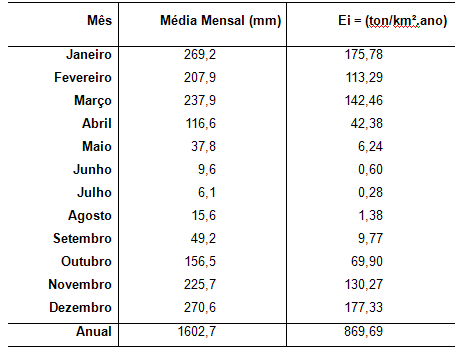 Mês Média Mensal (mm) Ei = (ton/km².ano)
Janeiro 269,2 175,78
Fevereiro 207,9 113,29
Março 237,9 142,46
Abril 116,6 42,38
Maio 37,8 6,24
Junho 9,6 0,60
Julho 6,1 0,28
Agosto 15,6 1,38
Setembro 49,2 9,77
Outubro 156,5 69,90
Novembro 225,7 130,27
Dezembro 270,6 177,33
Anual 1602,7 869,69